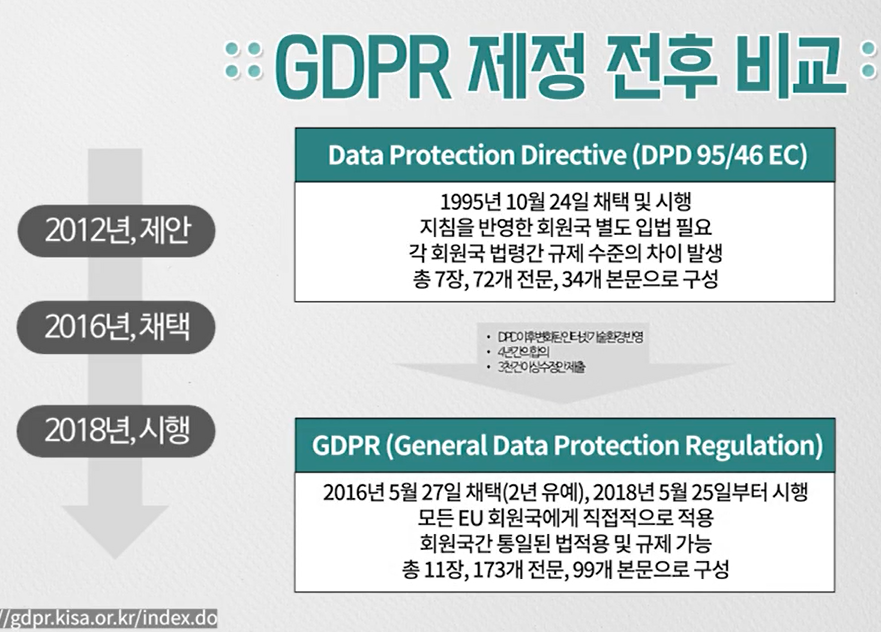 GDPR 제정 전후 비교
2012년, 제안
2016년, 채택
2018년, 시행
Data Protection Directive (DPD 95/46 EC)
1995년 10월 24일 채택 및 시행
지침을 반영한 회원국 별도 입법 필요
각 회원국 법령간 규제 수준의 차이 발생
총 7장, 72개 전문, 34개 본문으로 구성
• DPD이후변화된인터넷기술환경반영
• 4년간의합의
• 3천건이상수정안제출
GDPR (General Data Protection Regulation)
2016년 5월 27일 채택(2년 유예), 2018년 5월 25일부터 시행
모든 EU 회원국에게 직접적으로 적용
회원국간 통일된 법적용 및 규제 가능
총 11장, 173개 전문, 99개 본문으로 구성
//gdpr.kisa.or.kr/index.do